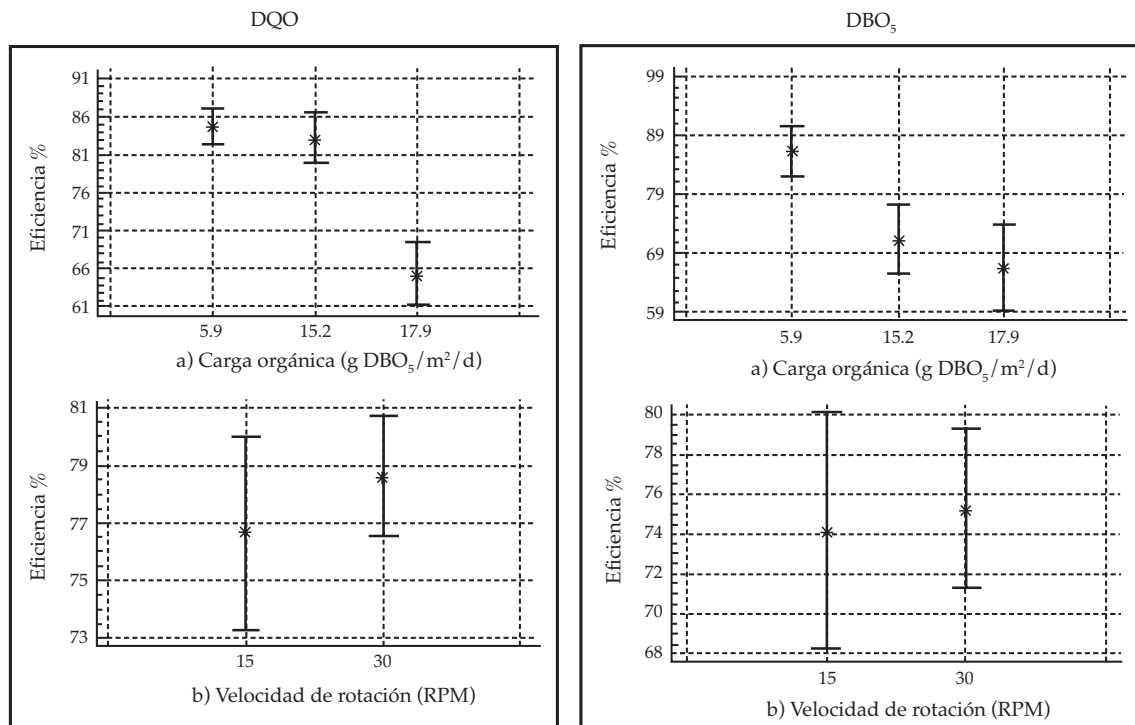 DQO
Eficiencia %
91
86
81
76
71
66
61
5.9 15.2 17.9
a) Carga orgánica (g DBO₅/m²/d)
Eficiencia %
81
79
77
75
73
15 30
b) Velocidad de rotación (RPM)
DBO₅
Eficiencia %
99
89
79
69
59
5.9 15.2 17.9
a) Carga orgánica (g DBO₅/m²/d)
Eficiencia %
80
78
76
74
72
70
68
15 30
b) Velocidad de rotación (RPM)